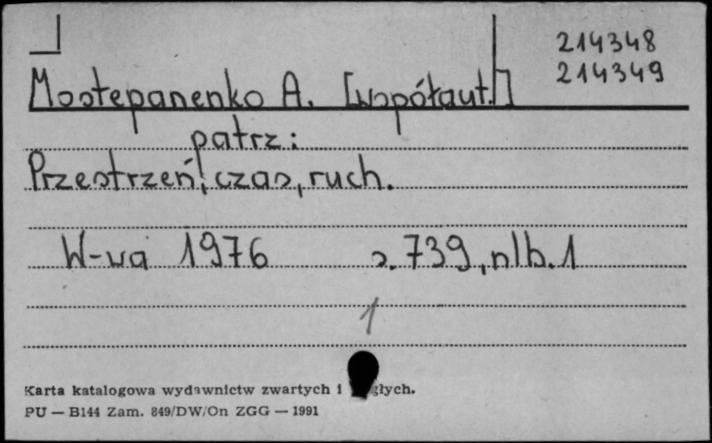 214348
214349
Mostepanenko A. [współaut.]
patrz:
Przestrzeń, czas, ruch.
W-wa 1976 s. 739, nlb. 1
1
Karta katalogowa wydawnictw zwartych i
PU — B144 Zam. 849/DW/On ZGG — 1991